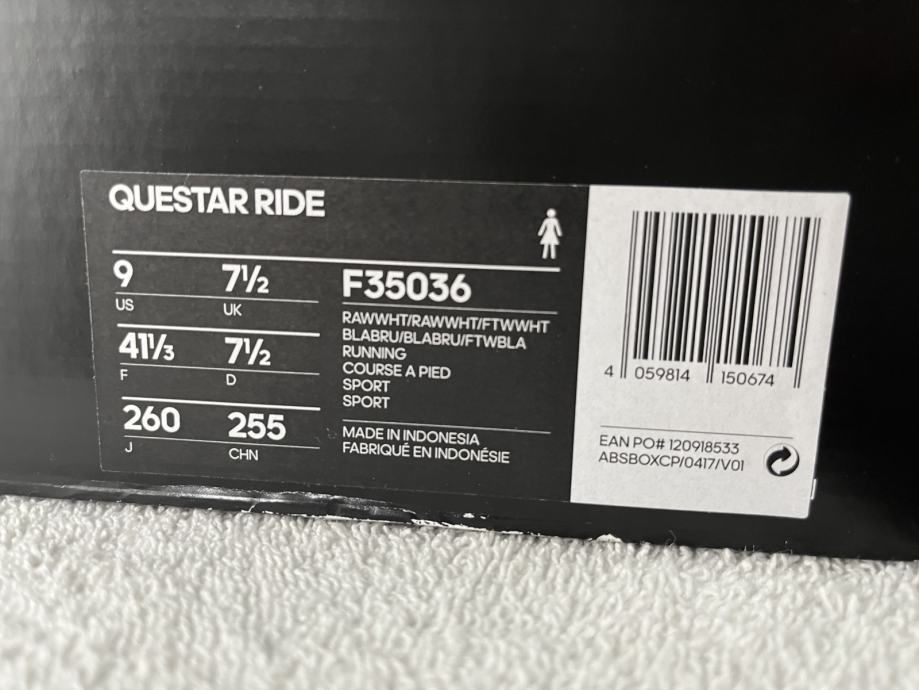 QUESTAR RIDE
9 7½
US UK
41⅓ 7½
F D
260 255
J CHN
F35036
RAWWHT/RAWWHT/FTWWHT
BLABRU/BLABRU/FTWBLA
RUNNING
COURSE A PIED
SPORT
SPORT
MADE IN INDONESIA
FABRIQUÉ EN INDONÉSIE
4 059814 150674
EAN PO# 120918533
ABSBOXCP/0417/V01